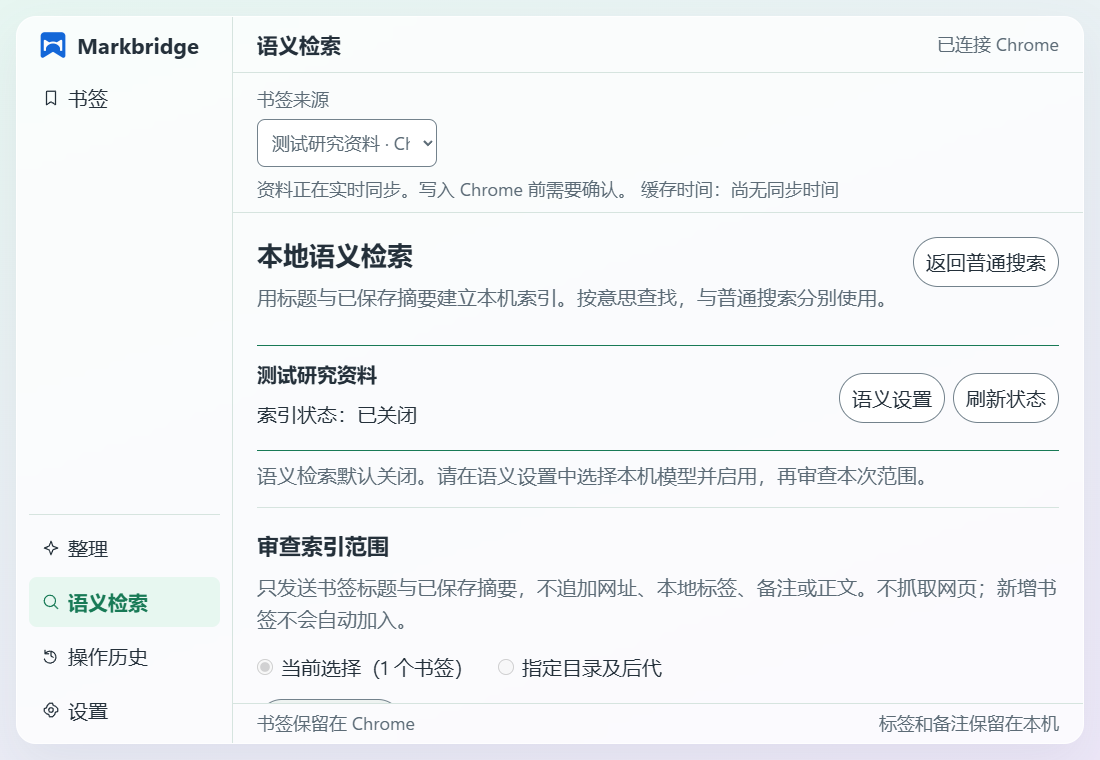 Markbridge
书签
整理
语义检索
操作历史
设置
语义检索
已连接 Chrome
书签来源
测试研究资料 · Ch
资料正在实时同步。写入 Chrome 前需要确认。 缓存时间：尚无同步时间
本地语义检索
返回普通搜索
用标题与已保存摘要建立本机索引。按意思查找，与普通搜索分别使用。
测试研究资料
索引状态：已关闭
语义设置
刷新状态
语义检索默认关闭。请在语义设置中选择本机模型并启用，再审查本次范围。
审查索引范围
只发送书签标题与已保存摘要，不追加网址、本地标签、备注或正文。不抓取网页；新增书
签不会自动加入。
当前选择（1 个书签）
指定目录及后代
书签保留在 Chrome
标签和备注保留在本机